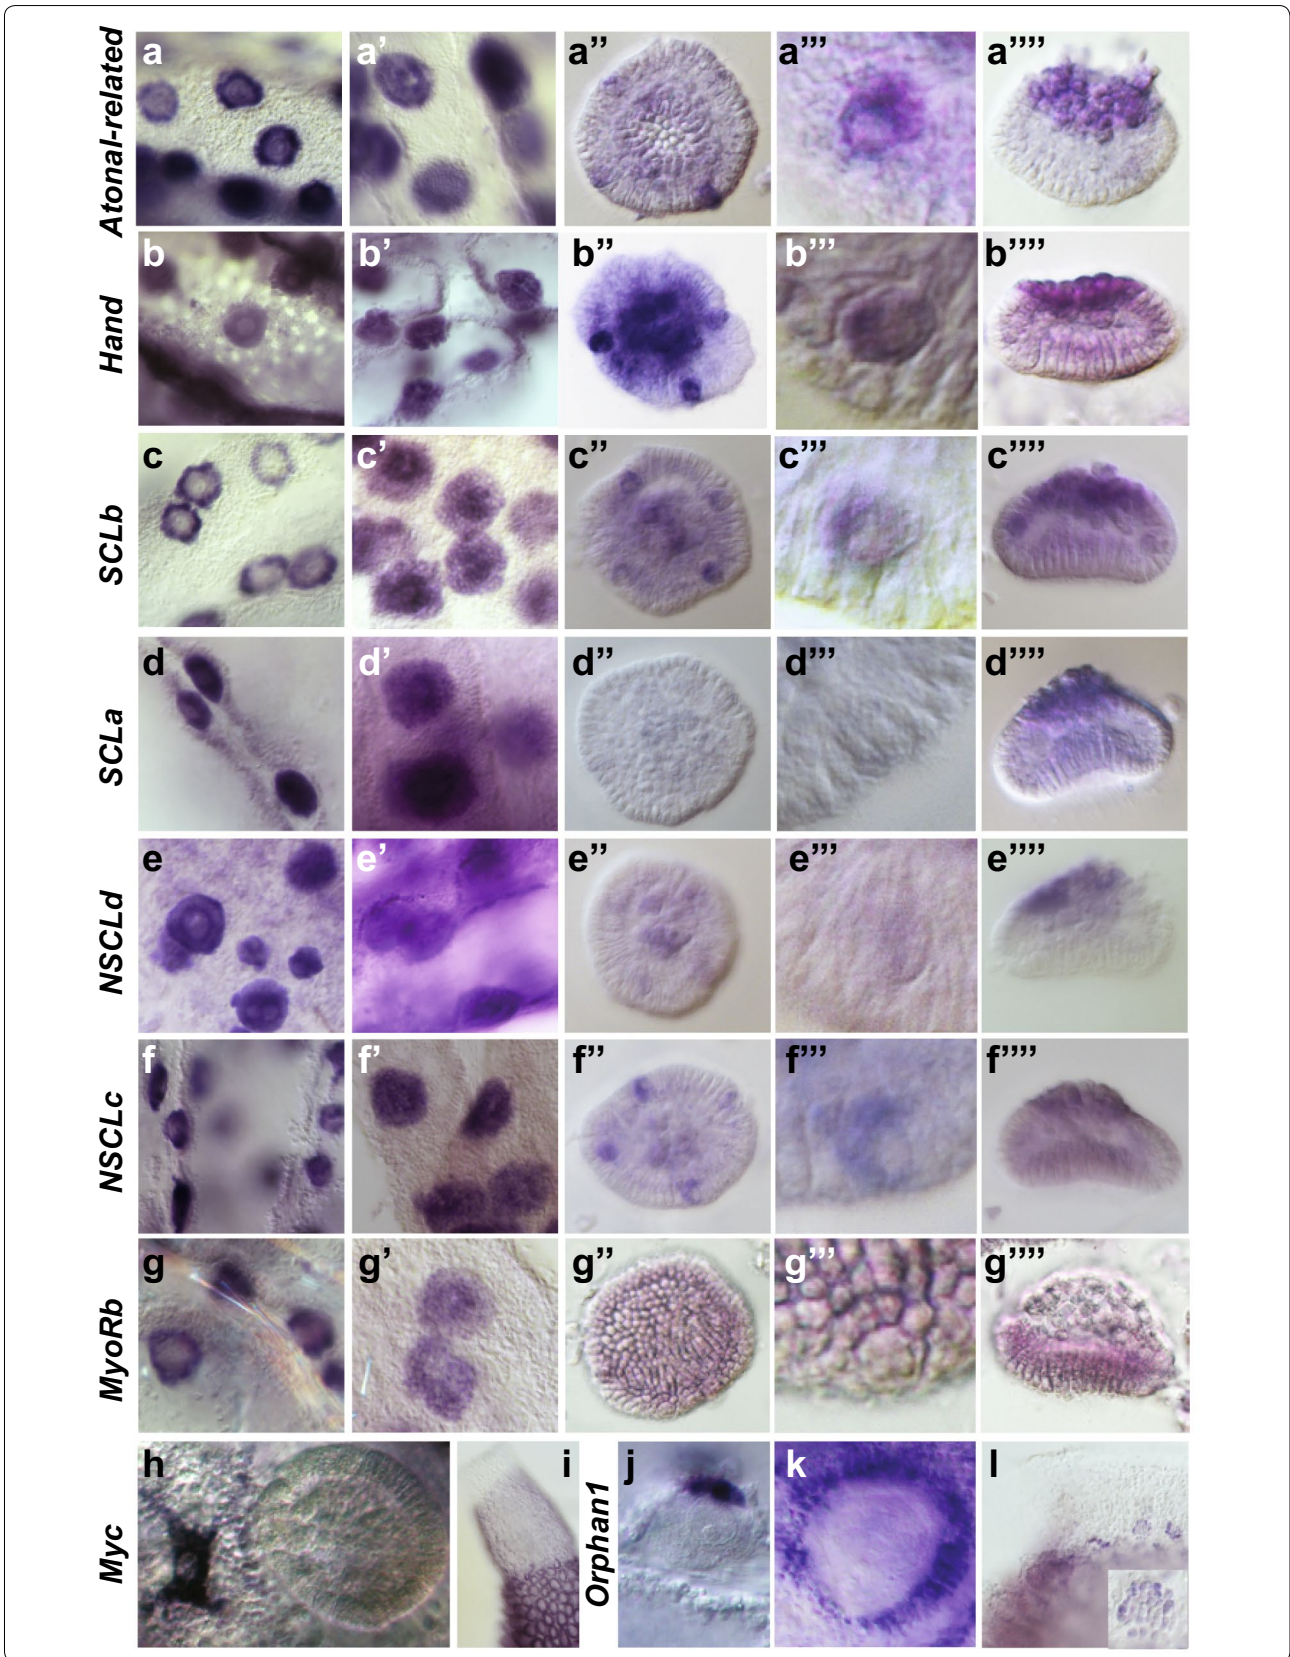 Atonal-related
a
a’
a’’
a’’’
a’’’’
Hand
b
b’
b’’
b’’’
b’’’’
SCLb
c
c’
c’’
c’’’
c’’’’
SCLa
d
d’
d’’
d’’’
d’’’’
NSCLd
e
e’
e’’
e’’’
e’’’’
NSCLc
f
f’
f’’
f’’’
f’’’’
MyoRb
g
g’
g’’
g’’’
g’’’’
Myc
h
i
Orphan1
j
k
l